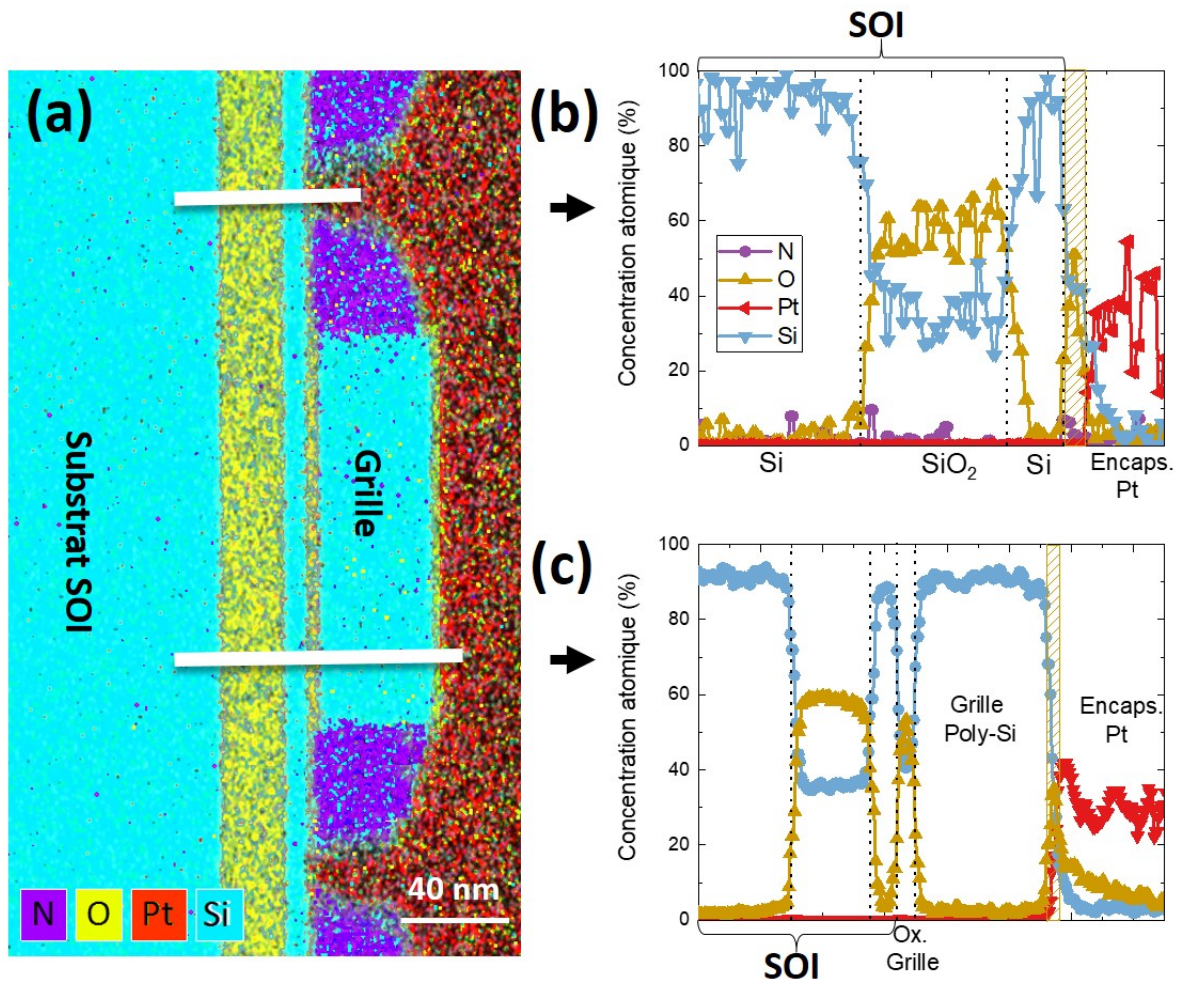 (a)
Substrat SOI
Grille
N O Pt Si
40 nm
(b)
SOI
Concentration atomique (%)
100
80
60
40
20
0
N
O
Pt
Si
Si SiO₂ Si Encaps.
Pt
(c)
Concentration atomique (%)
100
80
60
40
20
0
Grille
Poly-Si
Encaps.
Pt
SOI
Ox.
Grille